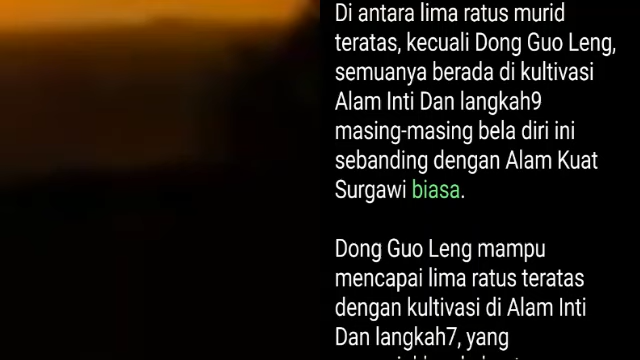 Di antara lima ratus murid
teratas, kecuali Dong Guo Leng,
semuanya berada di kultivasi
Alam Inti Dan langkah9
masing-masing bela diri ini
sebanding dengan Alam Kuat
Surgawi biasa.
Dong Guo Leng mampu
mencapai lima ratus teratas
dengan kultivasi di Alam Inti
Dan langkah7, yang